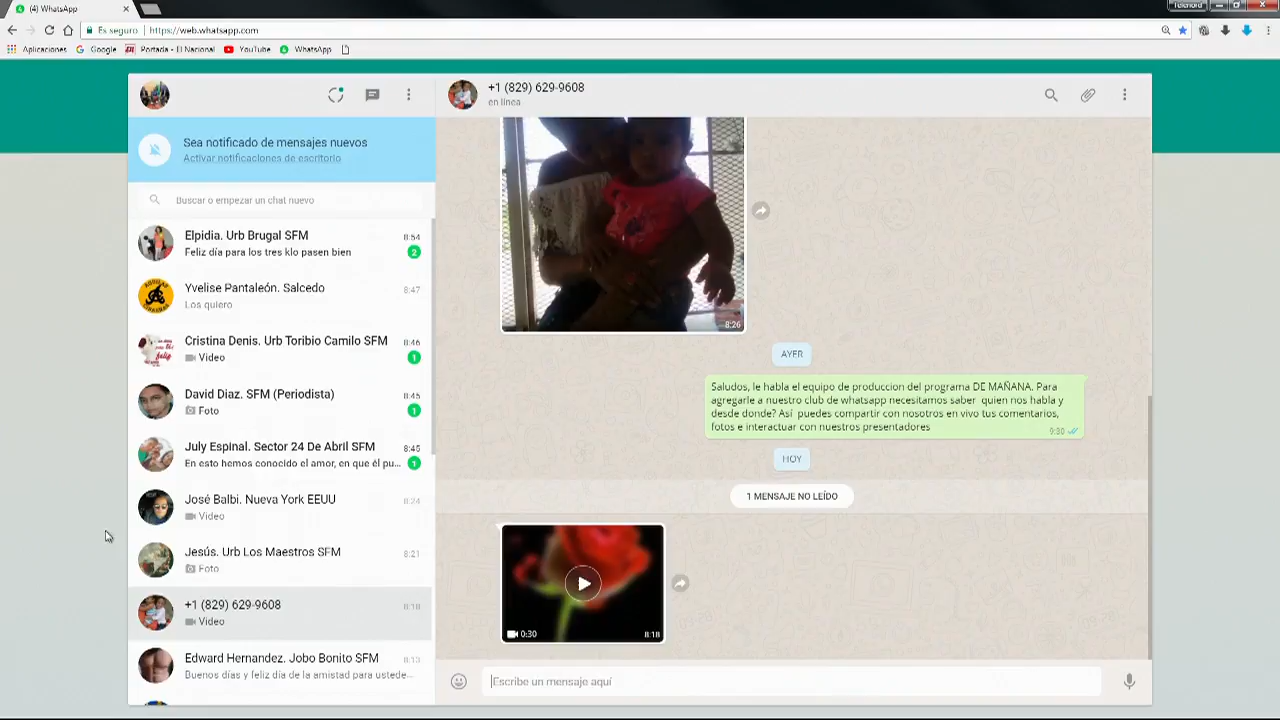 (4) WhatsApp
Telenord
Es seguro
https://web.whatsapp.com
Aplicaciones
Google
Portada - El Nacional
YouTube
WhatsApp
Sea notificado de mensajes nuevos
Activar notificaciones de escritorio
Buscar o empezar un chat nuevo
Elpidia. Urb Brugal SFM
8:54
Feliz día para los tres klo pasen bien
2
Yvelise Pantaleón. Salcedo
8:47
Los quiero
Cristina Denis. Urb Toribio Camilo SFM
8:46
Video
1
David Diaz. SFM (Periodista)
8:45
Foto
1
July Espinal. Sector 24 De Abril SFM
8:45
En esto hemos conocido el amor, en que él pu...
1
José Balbi. Nueva York EEUU
8:24
Video
Jesús. Urb Los Maestros SFM
8:21
Foto
+1 (829) 629-9608
8:18
Video
Edward Hernandez. Jobo Bonito SFM
8:13
Buenos días y feliz día de la amistad para ustede...
+1 (829) 629-9608
en línea
8:26
AYER
Saludos, le habla el equipo de produccion del programa DE MAÑANA. Para
agregarle a nuestro club de whatsapp necesitamos saber quien nos habla y
desde donde? Así puedes compartir con nosotros en vivo tus comentarios,
fotos e interactuar con nuestros presentadores
9:30
HOY
1 MENSAJE NO LEÍDO
0:30
8:18
Escribe un mensaje aquí